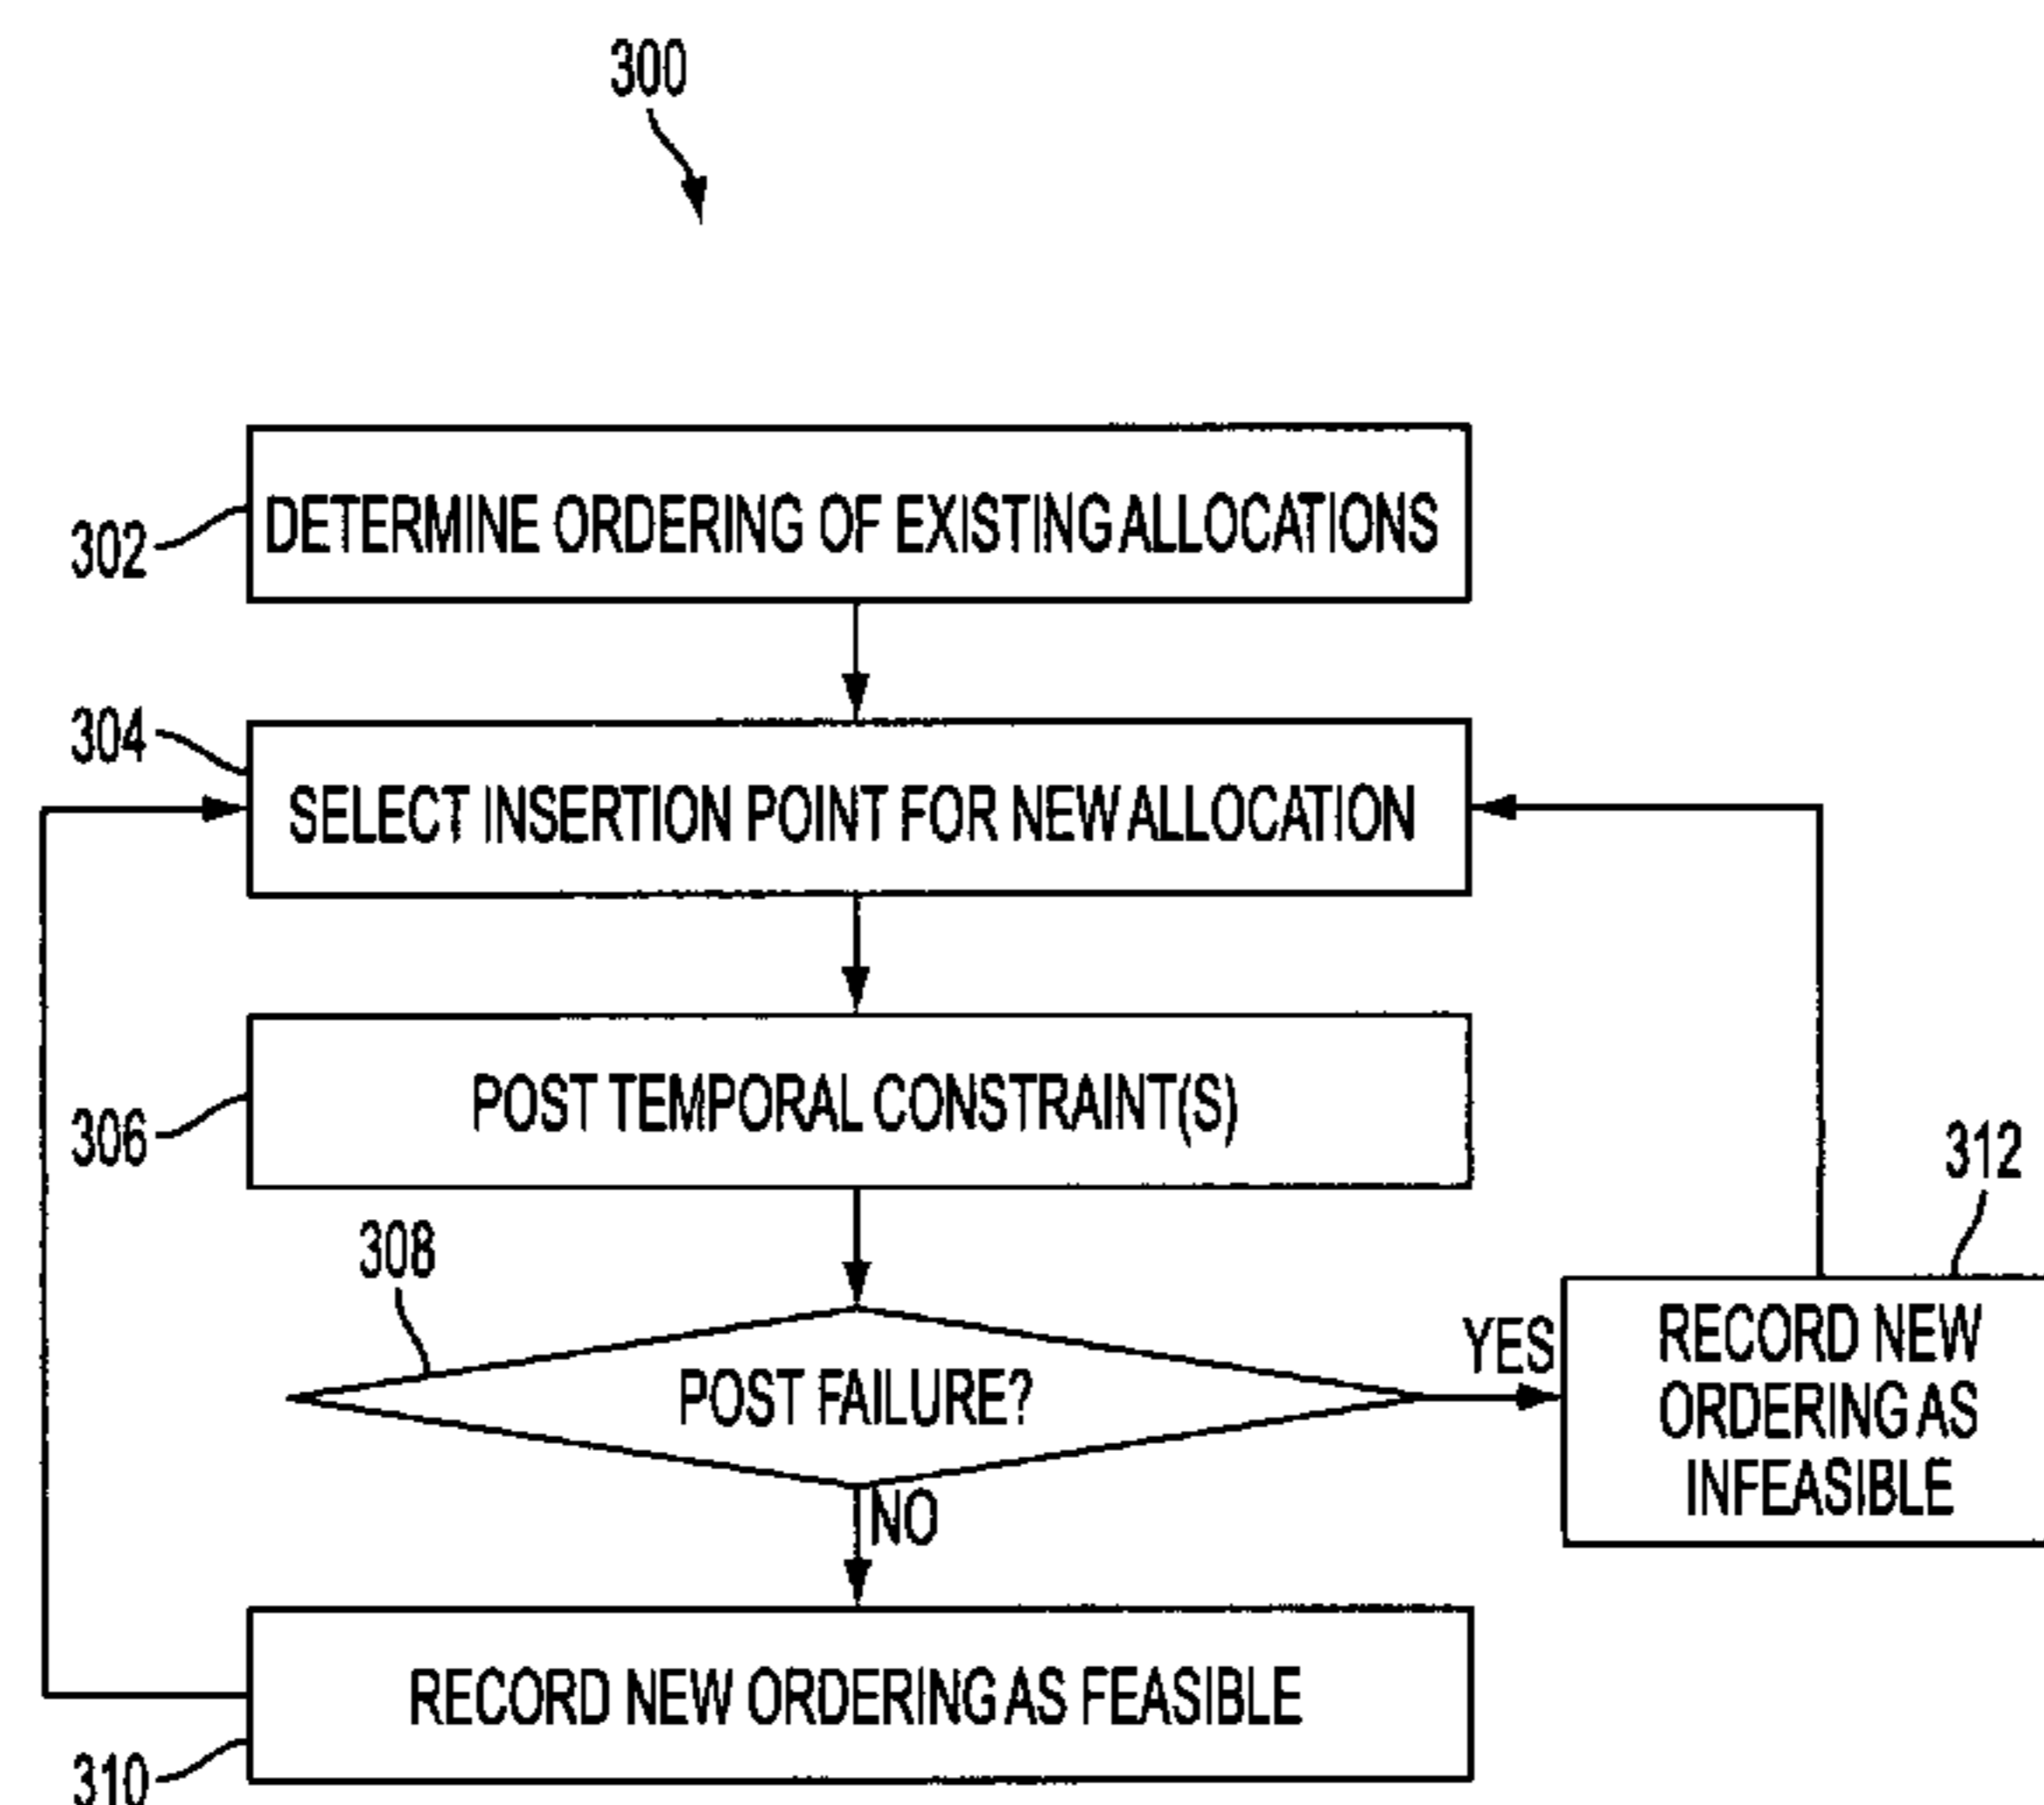 300
302
DETERMINE ORDERING OF EXISTING ALLOCATIONS
304
SELECT INSERTION POINT FOR NEW ALLOCATION
306
POST TEMPORAL CONSTRAINT(S)
308
POST FAILURE?
YES
312
RECORD NEW
ORDERING AS
INFEASIBLE
NO
RECORD NEW ORDERING AS FEASIBLE
310